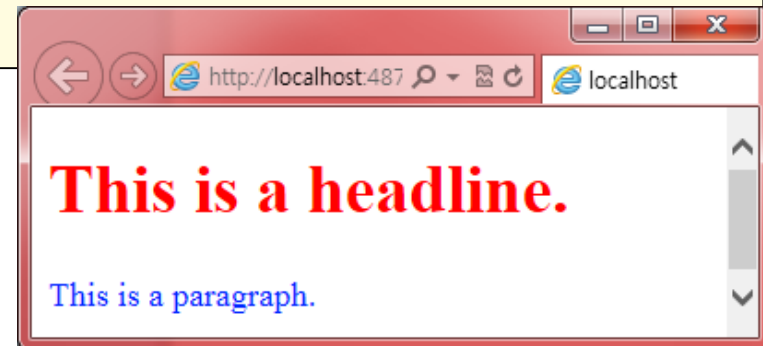 http://localhost:487
localhost
This is a headline.
This is a paragraph.